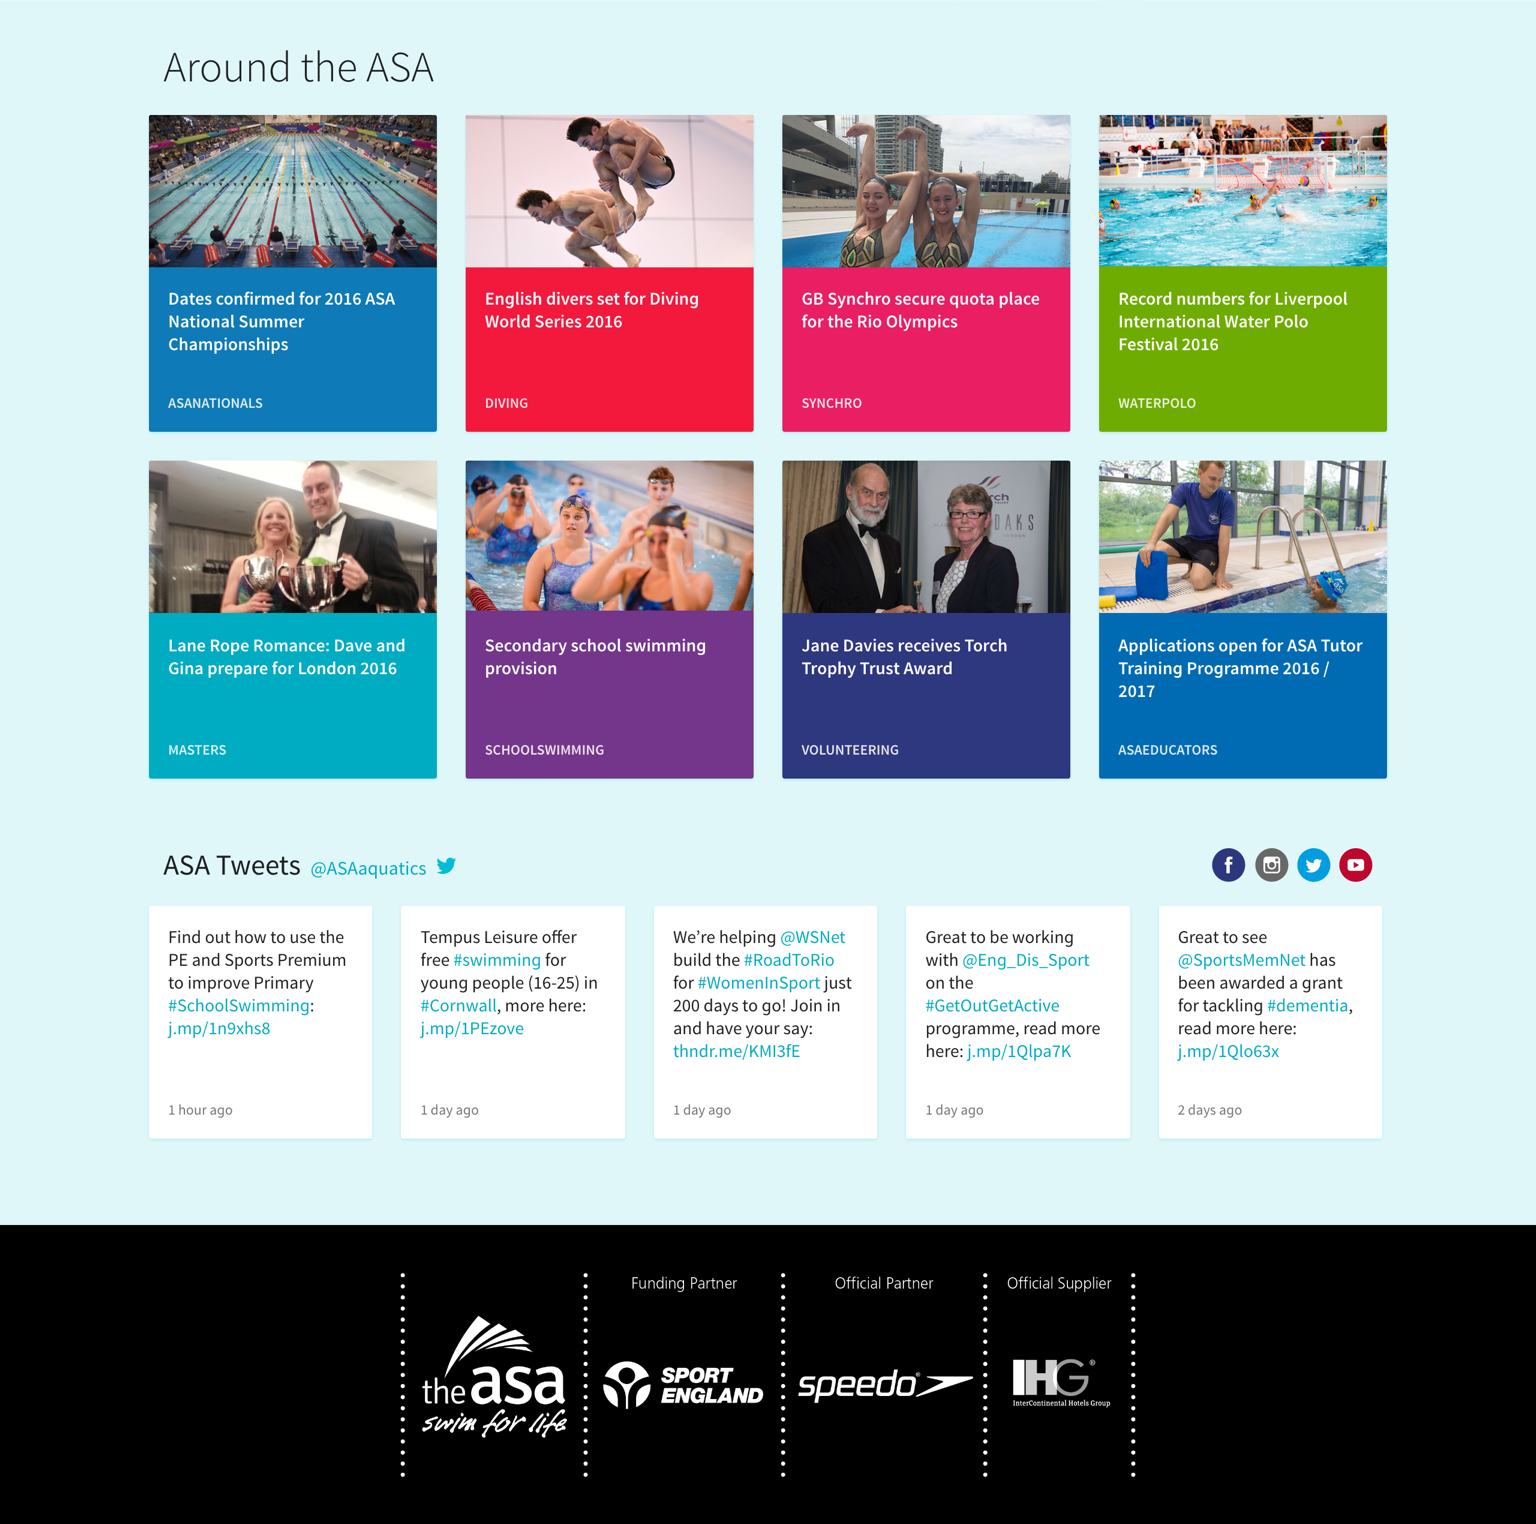 Around the ASA
Dates confirmed for 2016 ASA
National Summer
Championships
ASANATIONALS
English divers set for Diving
World Series 2016
DIVING
GB Synchro secure quota place
for the Rio Olympics
SYNCHRO
Record numbers for Liverpool
International Water Polo
Festival 2016
WATERPOLO
DAKS
LONDON
Lane Rope Romance: Dave and
Gina prepare for London 2016
MASTERS
Secondary school swimming
provision
SCHOOLSWIMMING
Jane Davies receives Torch
Trophy Trust Award
VOLUNTEERING
Applications open for ASA Tutor
Training Programme 2016 /
2017
ASAEDUCATORS
ASA Tweets @ASAaquatics
Find out how to use the
PE and Sports Premium
to improve Primary
#SchoolSwimming:
j.mp/1n9xhs8
1 hour ago
Tempus Leisure offer
free #swimming for
young people (16-25) in
#Cornwall, more here:
j.mp/1PEzove
1 day ago
We’re helping @WSNet
build the #RoadToRio
for #WomenInSport just
200 days to go! Join in
and have your say:
thndr.me/KMI3fE
1 day ago
Great to be working
with @Eng_Dis_Sport
on the
#GetOutGetActive
programme, read more
here: j.mp/1Qlpa7K
1 day ago
Great to see
@SportsMemNet has
been awarded a grant
for tackling #dementia,
read more here:
j.mp/1Qlo63x
2 days ago
the asa
swim for life
Funding Partner
SPORT
ENGLAND
Official Partner
speedo
Official Supplier
IHG®
InterContinental Hotels Group